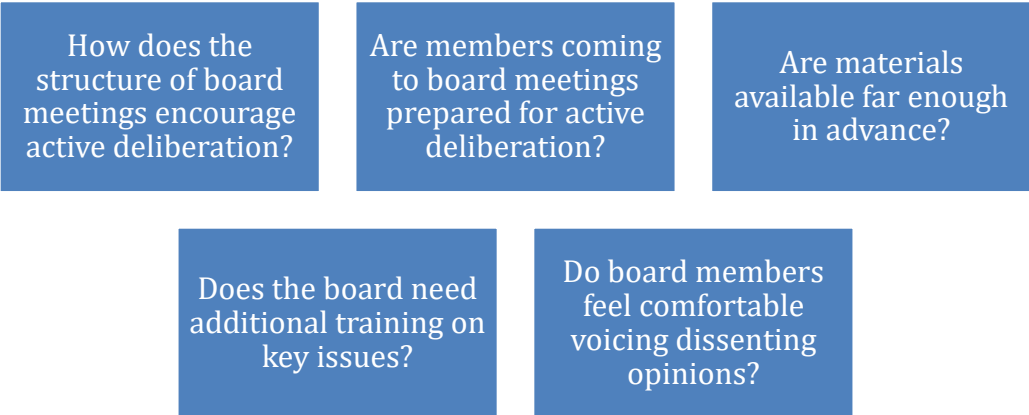 How does the
structure of board
meetings encourage
active deliberation?
Are members coming
to board meetings
prepared for active
deliberation?
Are materials
available far enough
in advance?
Does the board need
additional training on
key issues?
Do board members
feel comfortable
voicing dissenting
opinions?